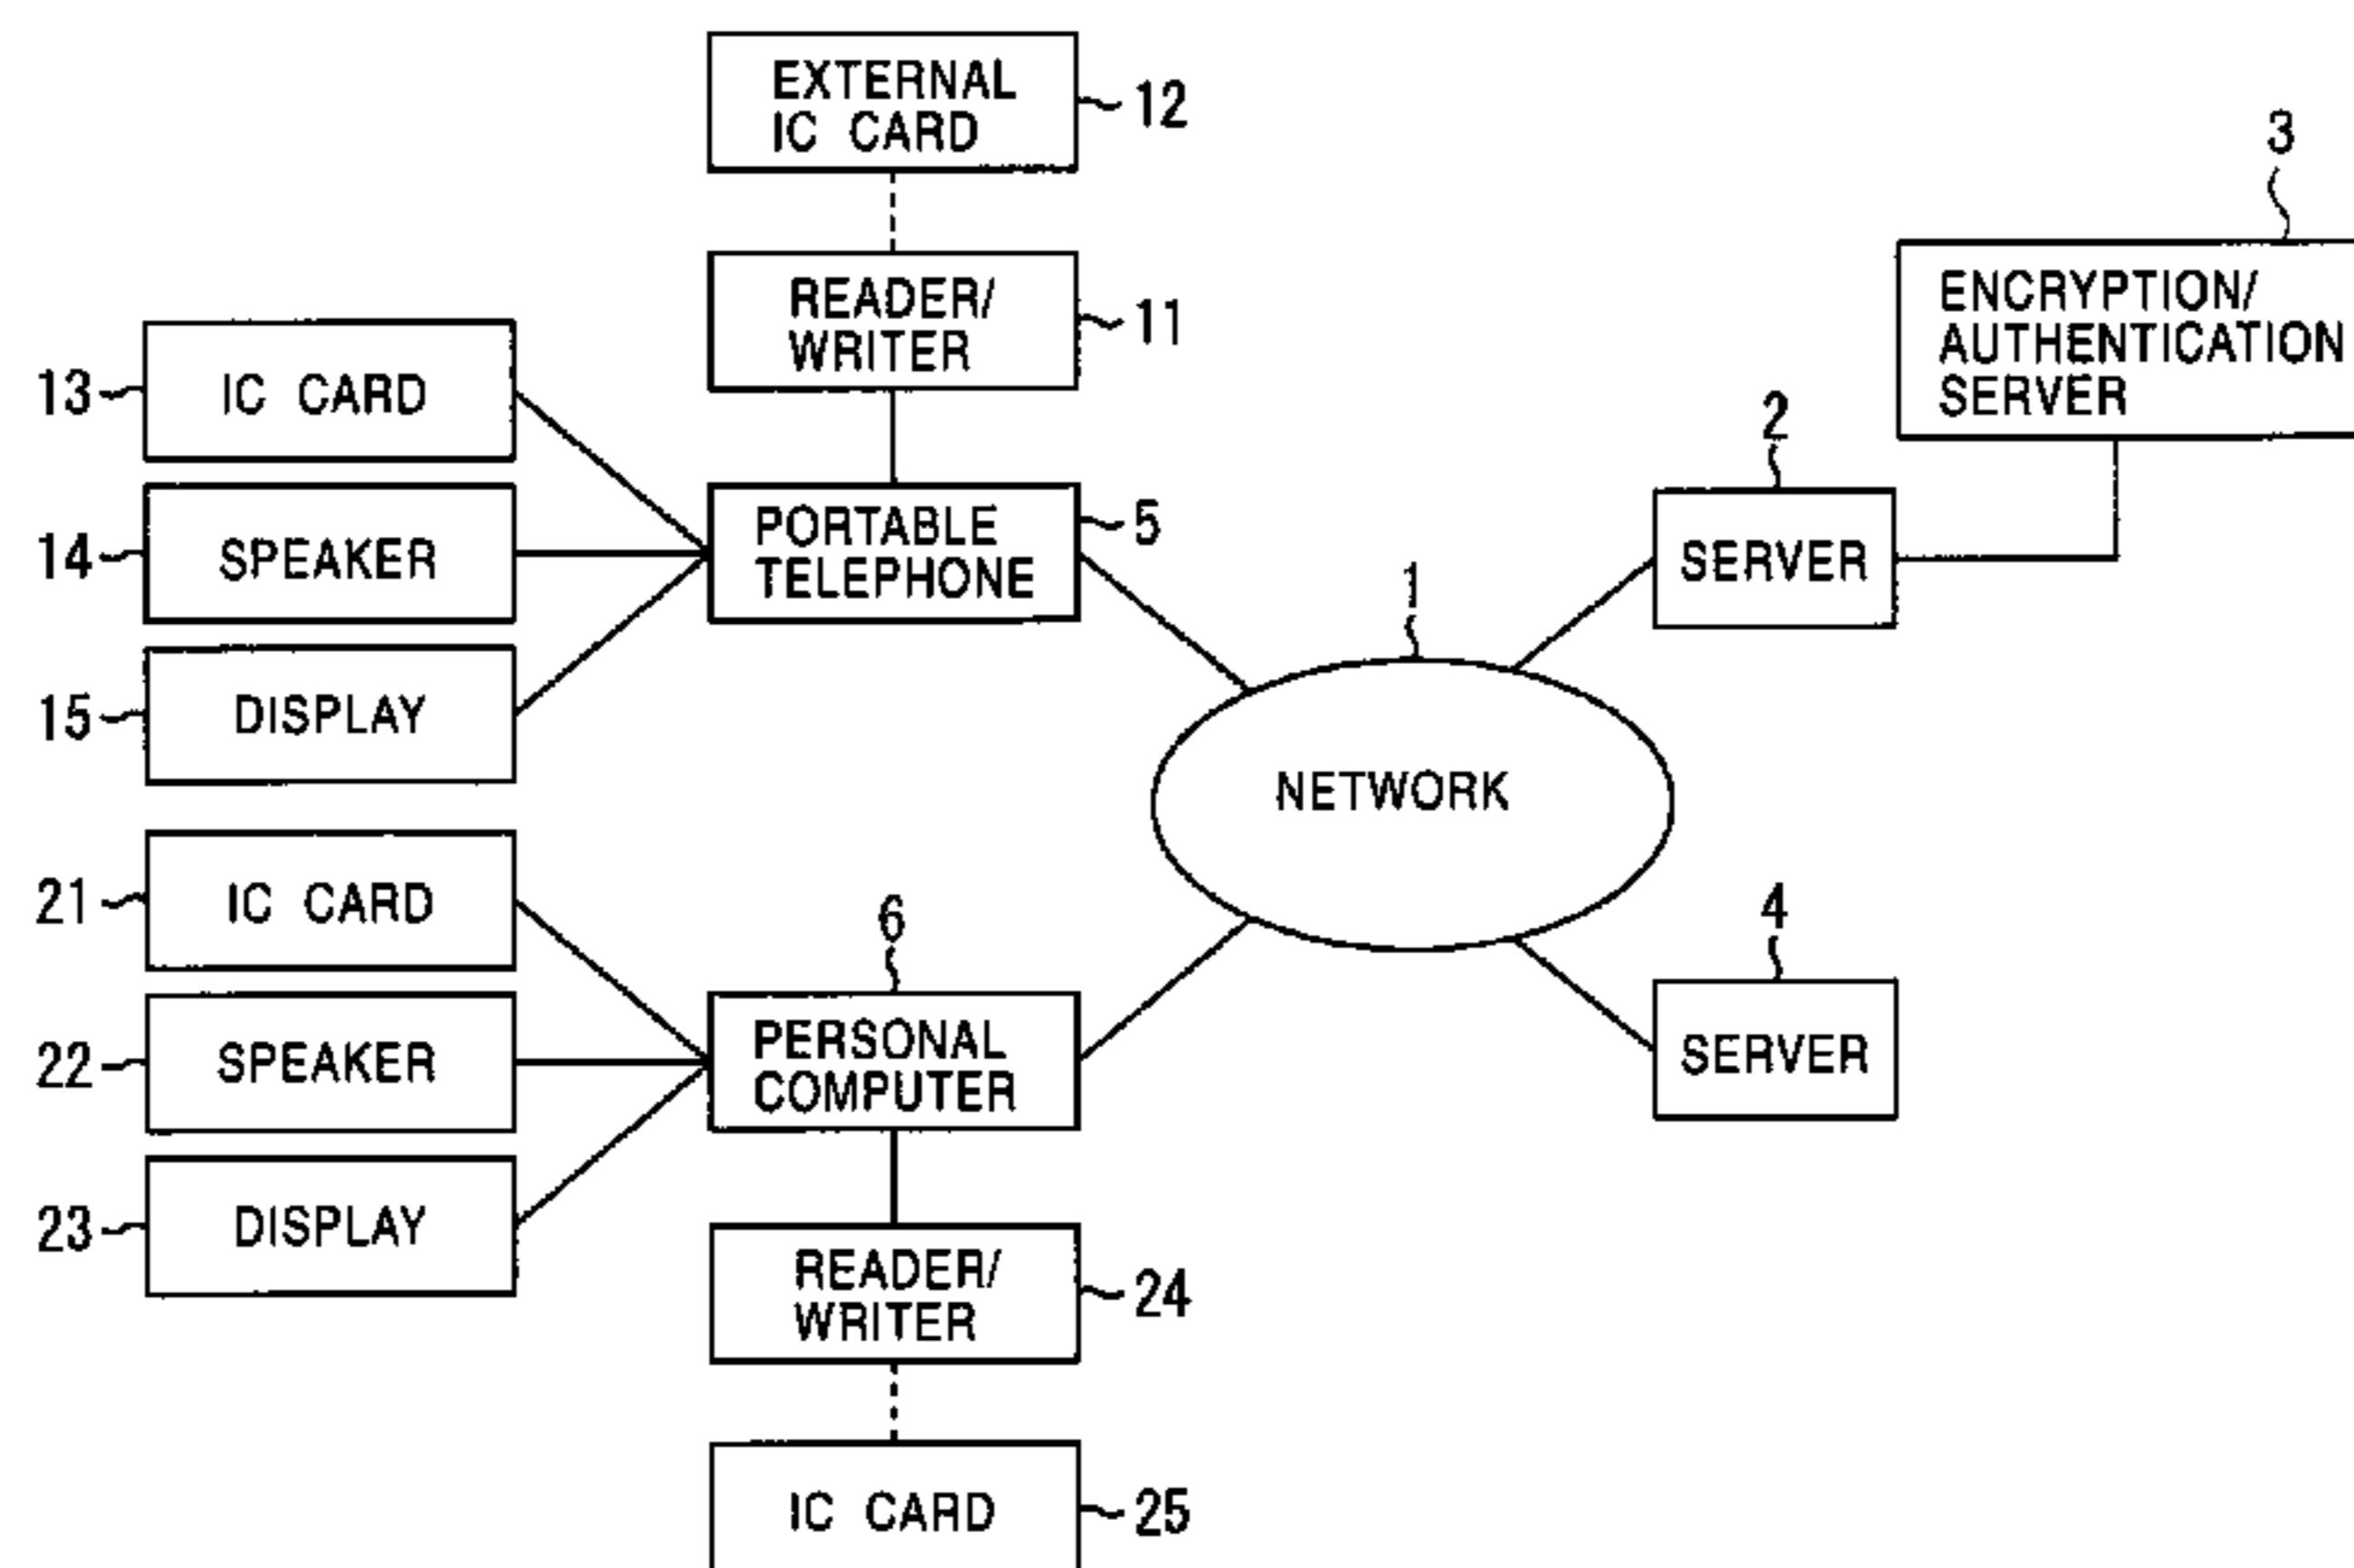 EXTERNAL
IC CARD
12
3
READER/
WRITER
11
ENCRYPTION/
AUTHENTICATION
SERVER
13
IC CARD
2
14
SPEAKER
PORTABLE
TELEPHONE
5
SERVER
1
15
DISPLAY
NETWORK
21
IC CARD
6
4
22
SPEAKER
PERSONAL
COMPUTER
SERVER
23
DISPLAY
READER/
WRITER
24
IC CARD
25